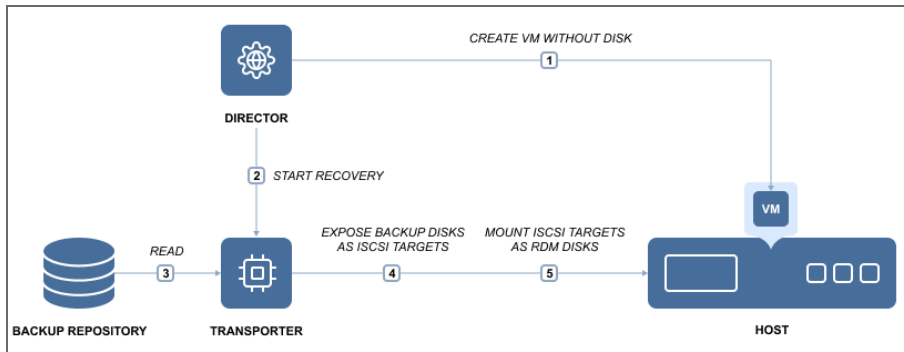 CREATE VM WITHOUT DISK
1
DIRECTOR
2 START RECOVERY
VM
EXPOSE BACKUP DISKS
AS ISCSI TARGETS
MOUNT ISCSI TARGETS
AS RDM DISKS
READ
3
4
5
BACKUP REPOSITORY
TRANSPORTER
HOST